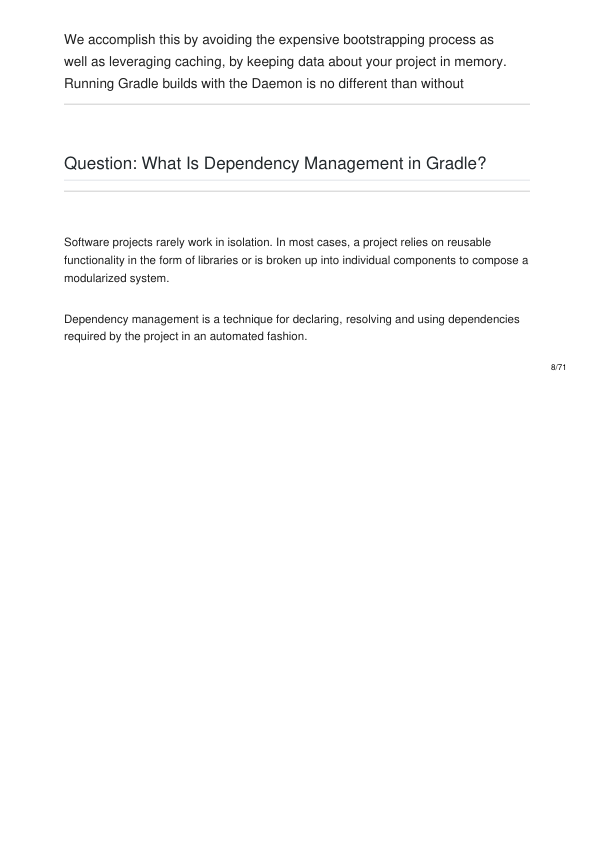 We accomplish this by avoiding the expensive bootstrapping process as
well as leveraging caching, by keeping data about your project in memory.
Running Gradle builds with the Daemon is no different than without
Question: What Is Dependency Management in Gradle?
Software projects rarely work in isolation. In most cases, a project relies on reusable
functionality in the form of libraries or is broken up into individual components to compose a
modularized system.
Dependency management is a technique for declaring, resolving and using dependencies
required by the project in an automated fashion.
8/71